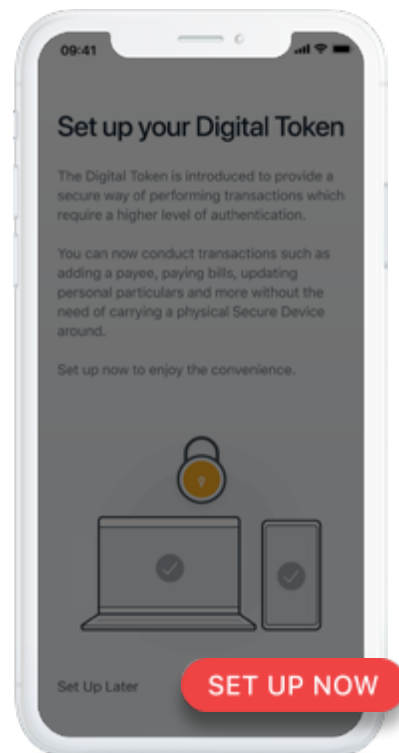 09:41
Set up your Digital Token
The Digital Token is introduced to provide a
secure way of performing transactions which
require a higher level of authentication.
You can now conduct transactions such as
adding a payee, paying bills, updating
personal particulars and more without the
need of carrying a physical Secure Device
around.
Set up now to enjoy the convenience.
Set Up Later
SET UP NOW